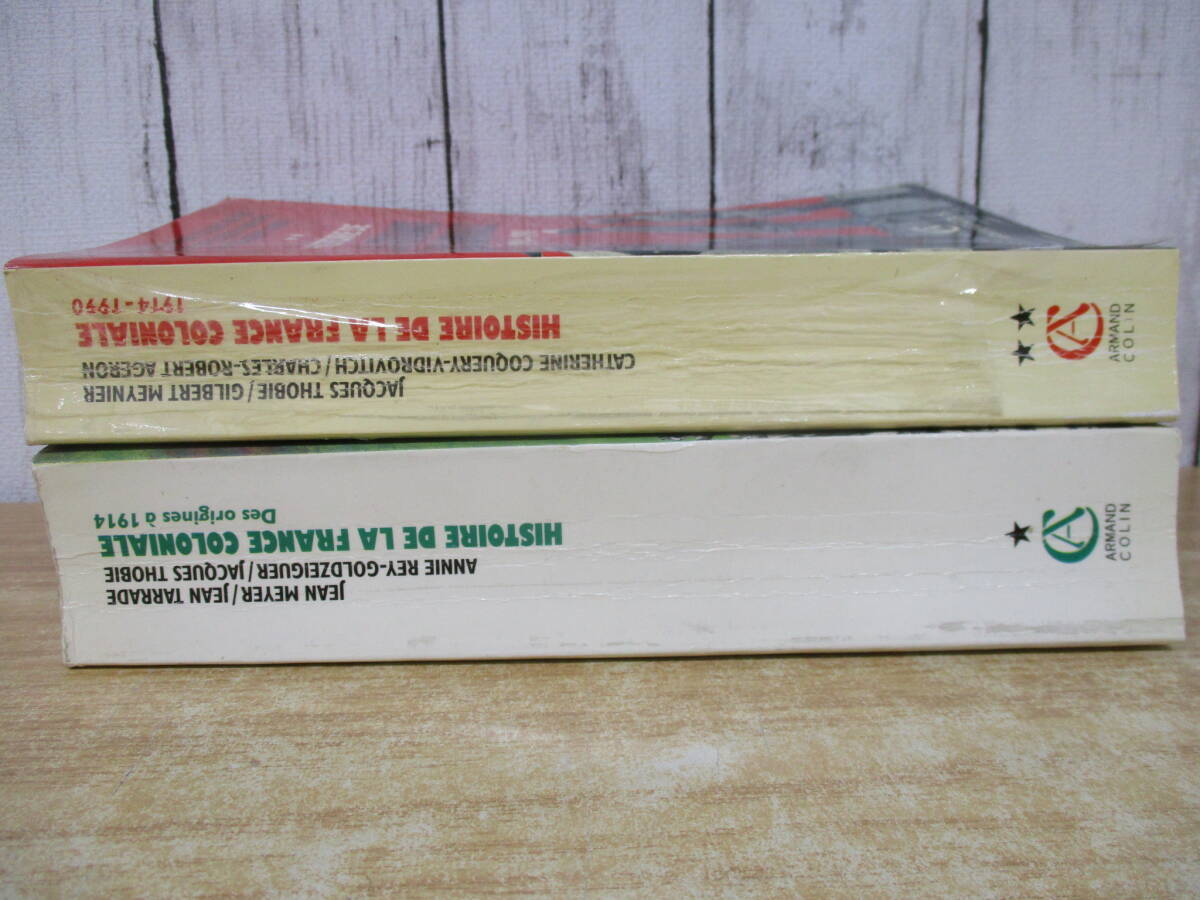 JACQUES THOBIE / GILBERT MEYNIER
CATHERINE COQUERY-VIDROVITCH / CHARLES-ROBERT AGERON
HISTOIRE DE LA FRANCE COLONIALE
1914-1990
ARMAND
COLIN
JEAN MEYER / JEAN TARRADE
ANNIE REY-GOLDZEIGUER / JACQUES THOBIE
HISTOIRE DE LA FRANCE COLONIALE
Des origines à 1914
ARMAND
COLIN